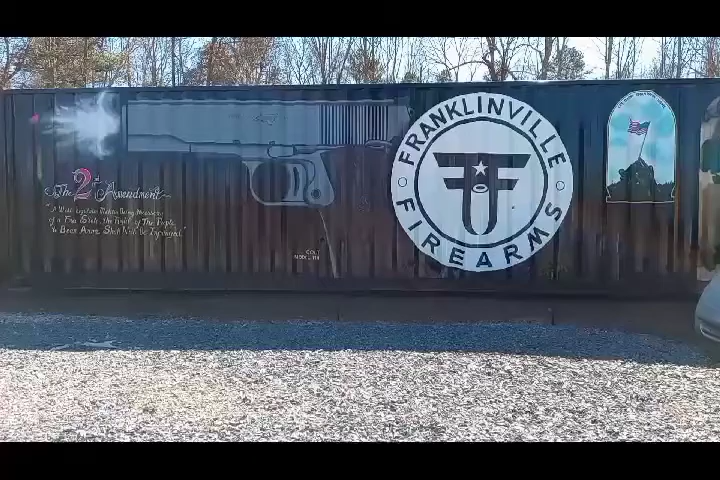 The 2nd Amendment
"A Well regulated Militia Being Necessary
of a Free State, the Right of The People
to Bear Arms, Shall Not Be Infringed."
COLT
FRANKLINVILLE
FIREARMS